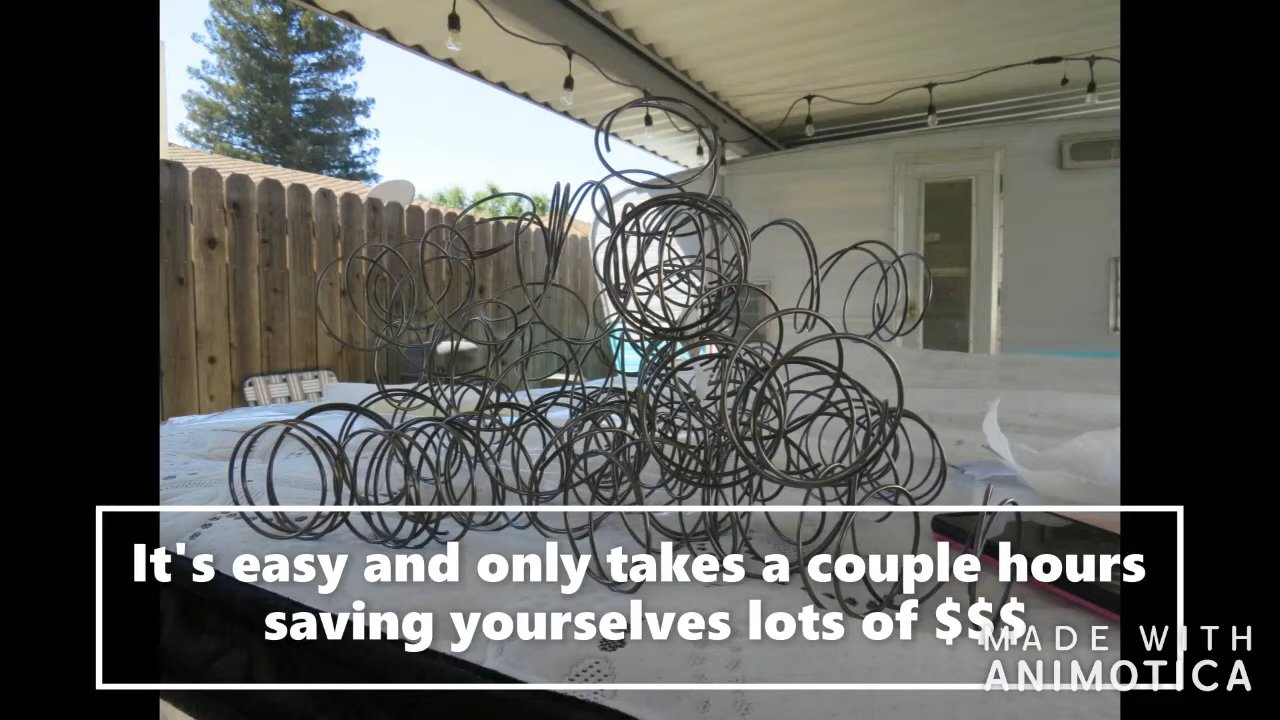 It's easy and only takes a couple hours
saving yourselves lots of $$$
MADE WITH
ANIMOTICA